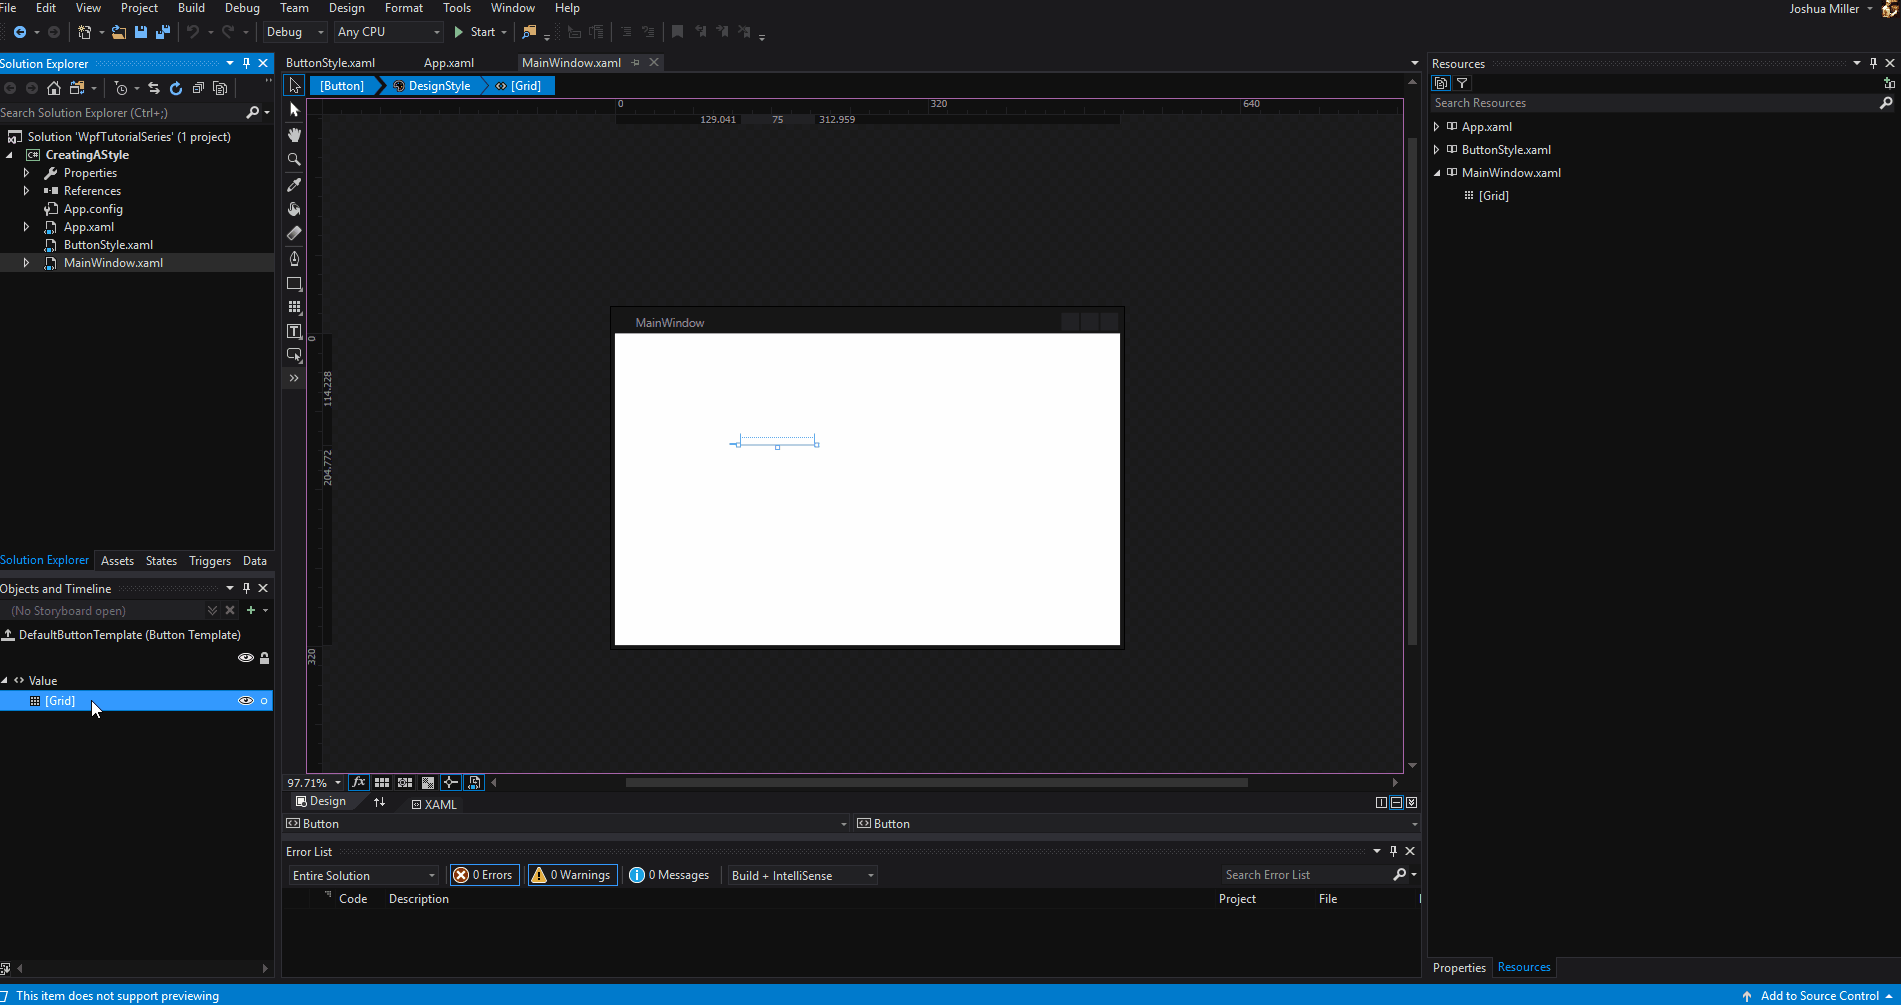 File Edit View Project Build Debug Team Design Format Tools Window Help
Joshua Miller
Debug Any CPU Start
Solution Explorer
Search Solution Explorer (Ctrl+;)
Solution 'WpfTutorialSeries' (1 project)
CreatingAStyle
Properties
References
App.config
App.xaml
ButtonStyle.xaml
MainWindow.xaml
Solution Explorer Assets States Triggers Data
Objects and Timeline
(No Storyboard open)
DefaultButtonTemplate (Button Template)
Value
[Grid]
ButtonStyle.xaml App.xaml MainWindow.xaml
[Button] DesignStyle [Grid]
0 320 640
129.041 75 312.959
0
114.228
204.772
320
MainWindow
97.71% fx
Design XAML
Button Button
Error List
Entire Solution 0 Errors 0 Warnings 0 Messages Build + IntelliSense Search Error List
Code Description Project File
Resources
Search Resources
App.xaml
ButtonStyle.xaml
MainWindow.xaml
[Grid]
Properties Resources
This item does not support previewing
Add to Source Control